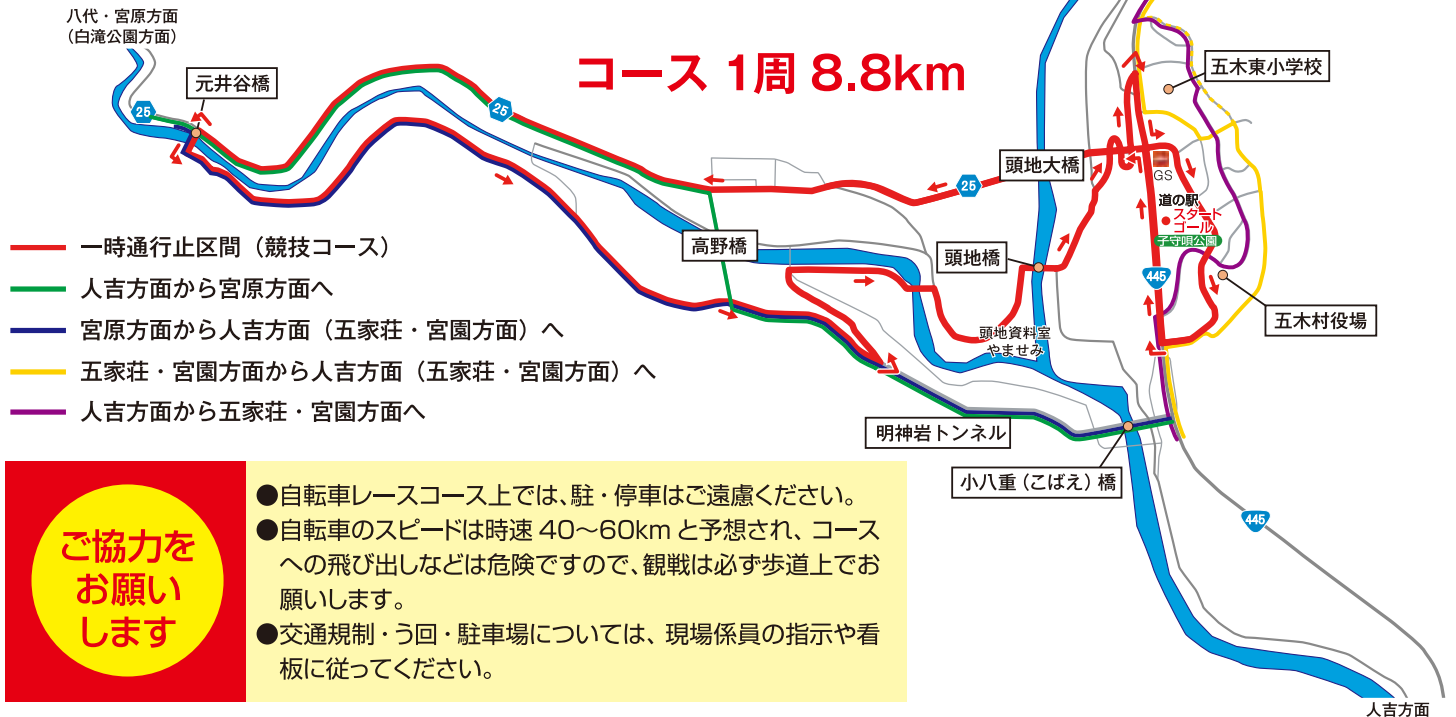 八代・宮原方面
(白滝公園方面)
元井谷橋
25
25
コース 1周 8.8km
五木東小学校
頭地大橋
25
GS
道の駅
スタート
ゴール
子守唄公園
高野橋
頭地橋
445
五木村役場
頭地資料室
やませみ
一時通行止区間（競技コース）
人吉方面から宮原方面へ
宮原方面から人吉方面（五家荘・宮園方面）へ
五家荘・宮園方面から人吉方面（五家荘・宮園方面）へ
人吉方面から五家荘・宮園方面へ
明神岩トンネル
小八重（こばえ）橋
445
人吉方面
ご協力を
お願い
します
●自転車レースコース上では、駐・停車はご遠慮ください。
●自転車のスピードは時速 40～60km と予想され、コース
への飛び出しなどは危険ですので、観戦は必ず歩道上でお
願いします。
●交通規制・う回・駐車場については、現場係員の指示や看
板に従ってください。